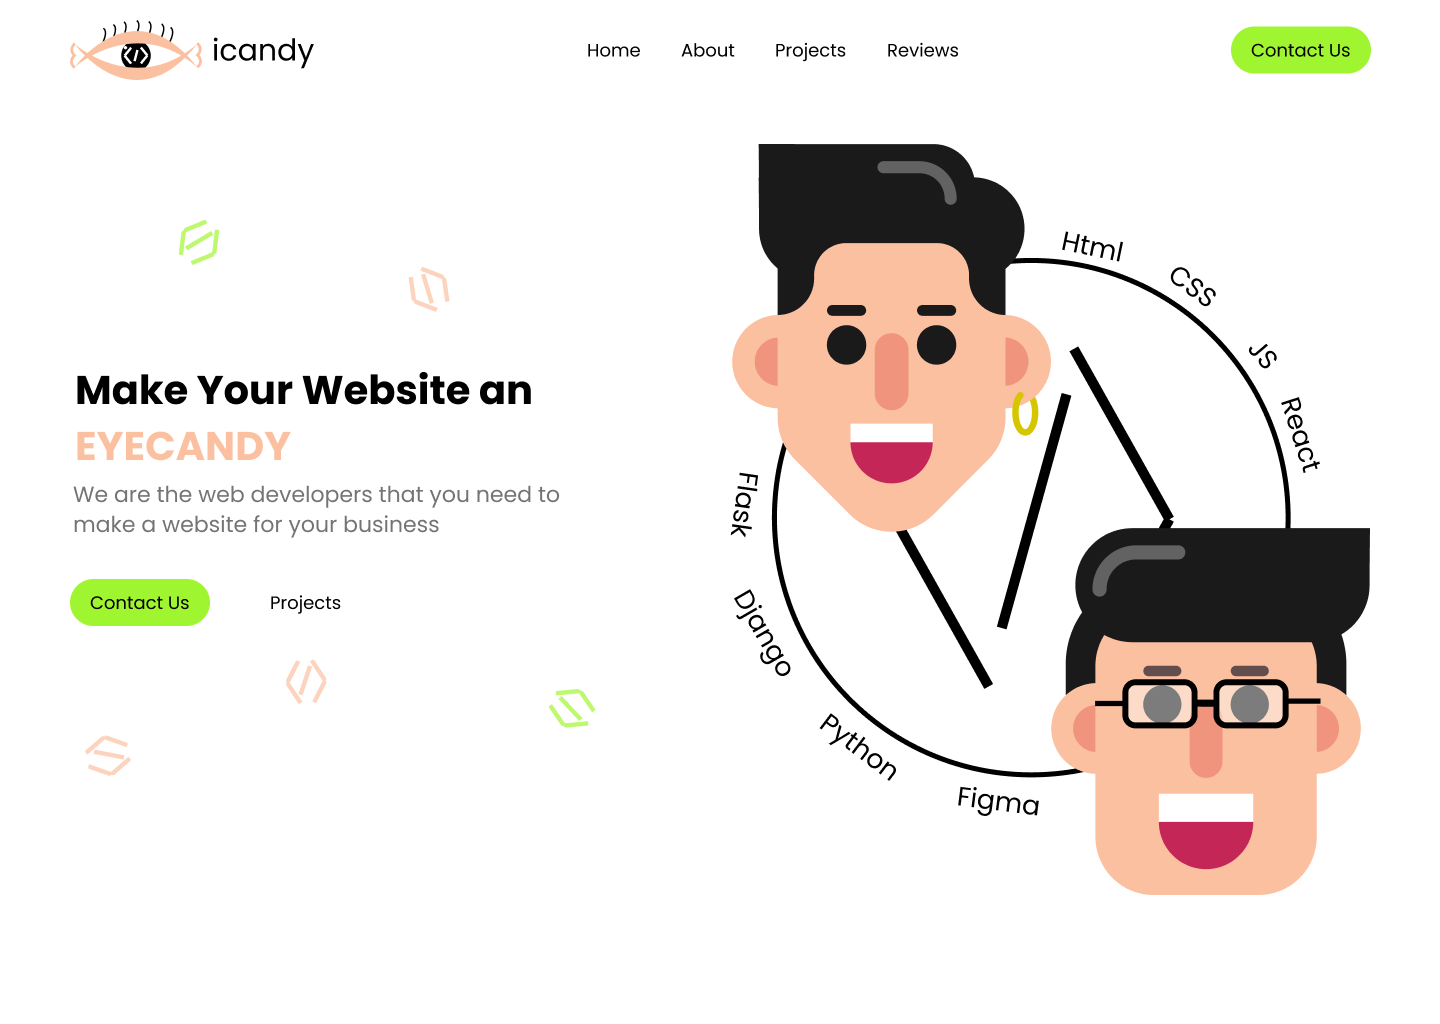 icandy
Home
About
Projects
Reviews
Contact Us
Make Your Website an
EYECANDY
We are the web developers that you need to
make a website for your business
Contact Us
Projects
Html
CSS
JS
React
Flask
Django
Python
Figma